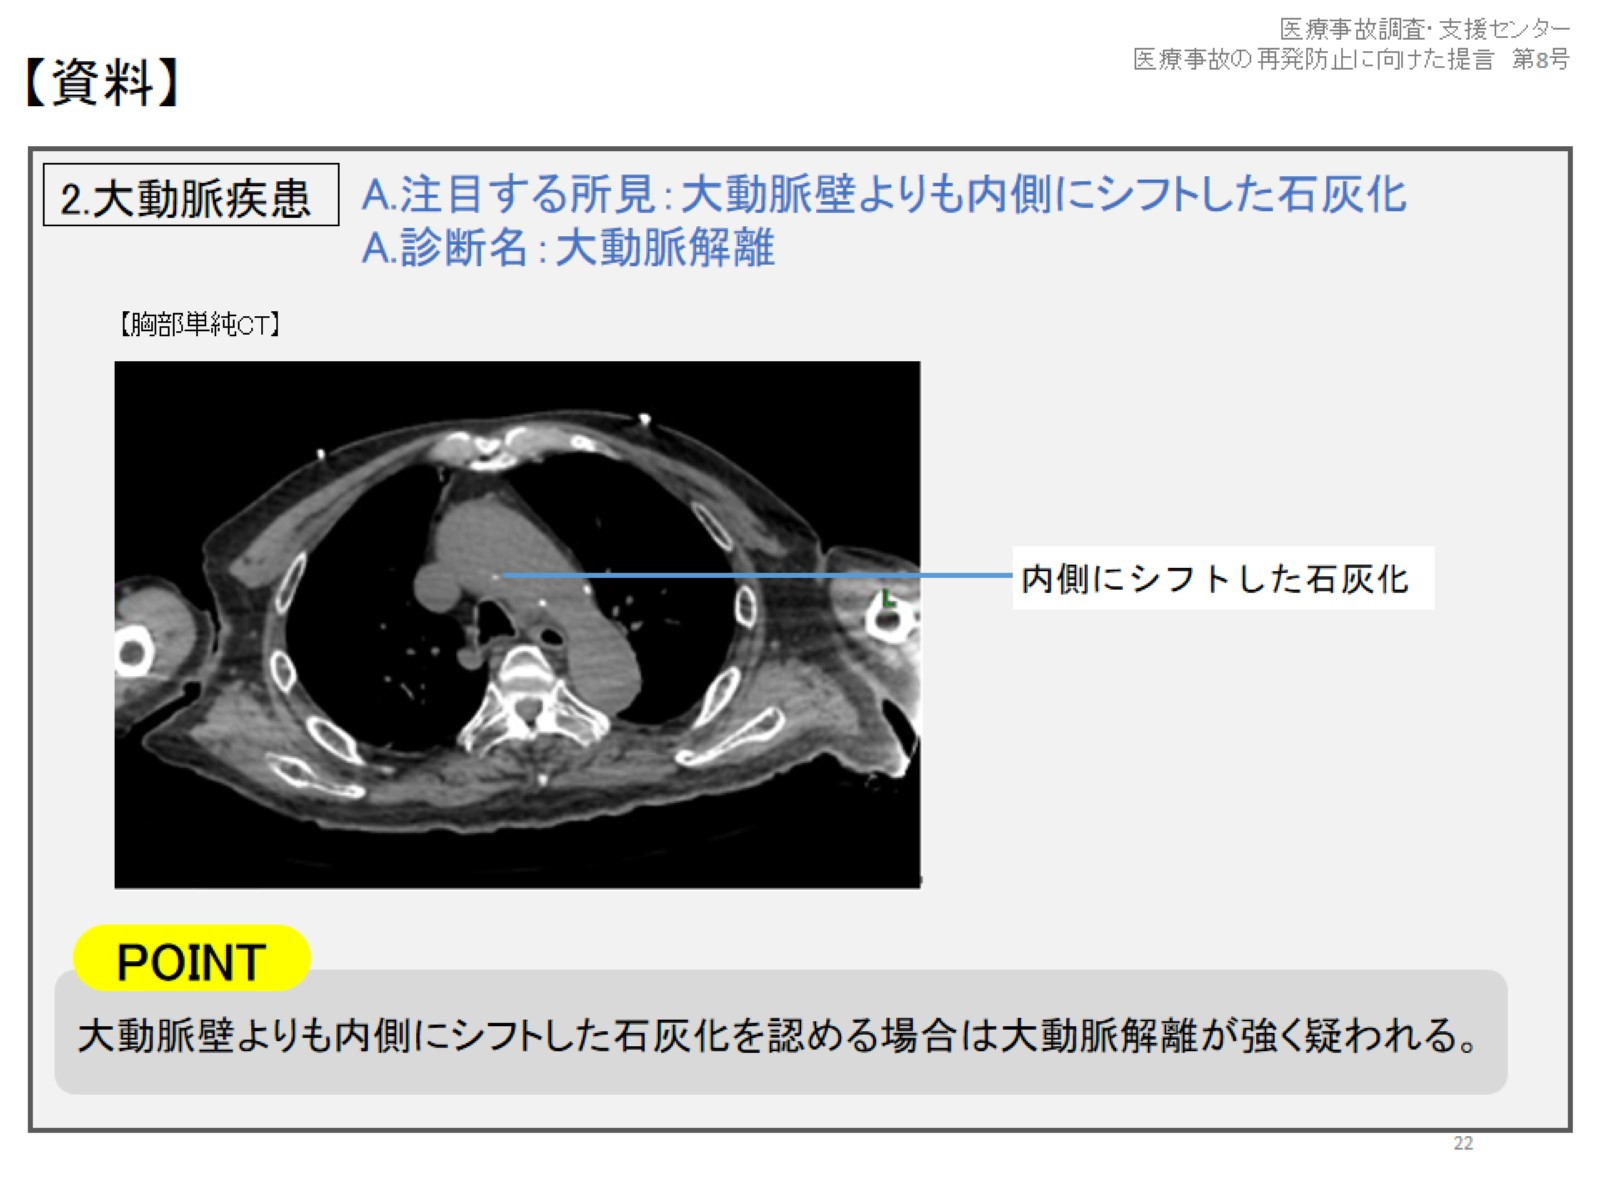 医療事故調査・支援センター
医療事故の再発防止に向けた提言 第8号
【資料】
2.大動脈疾患
A.注目する所見：大動脈壁よりも内側にシフトした石灰化
A.診断名：大動脈解離
【胸部単純CT】
内側にシフトした石灰化
L
POINT
大動脈壁よりも内側にシフトした石灰化を認める場合は大動脈解離が強く疑われる。
22